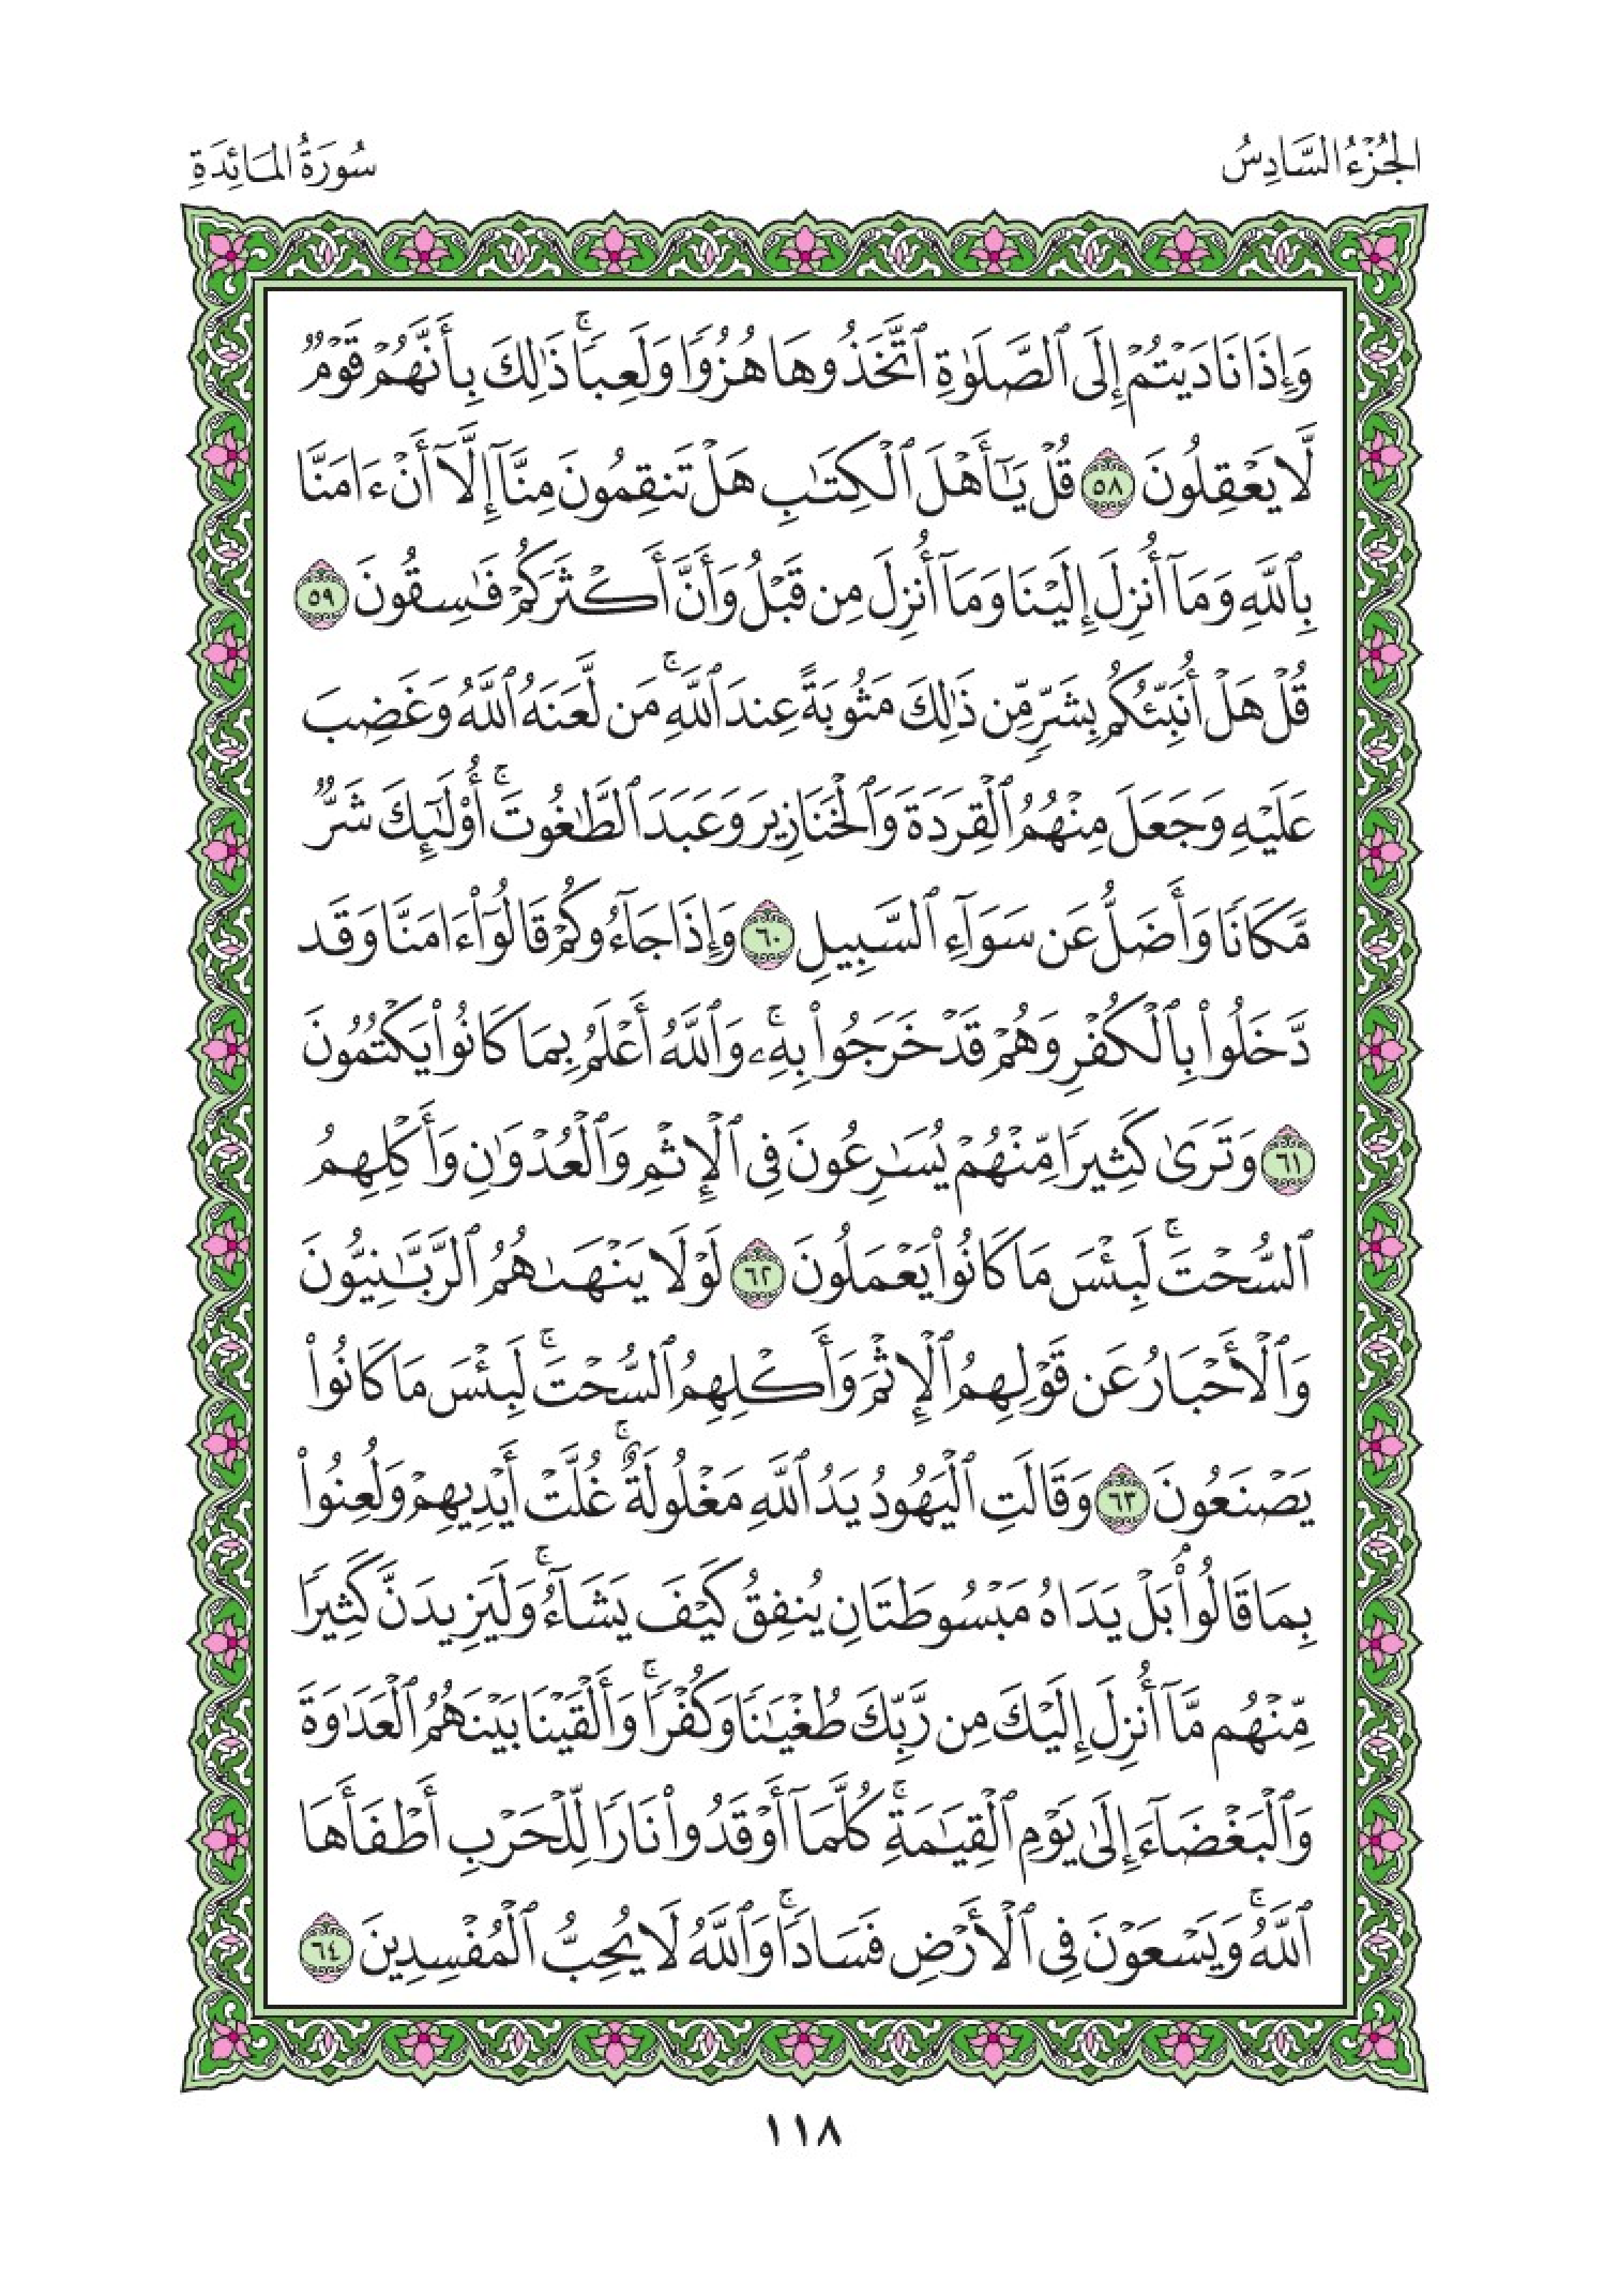 الجُزْءُ السَّادِسُ
سُورَةُ المَائِدَةِ
وَإِذَا نَادَيۡتُمۡ إِلَى ٱلصَّلَوٰةِ ٱتَّخَذُوهَا هُزُوٗا وَلَعِبٗاۚ ذَٰلِكَ بِأَنَّهُمۡ قَوۡمٞ
لَّا يَعۡقِلُونَ ٥٨ قُلۡ يَٰٓأَهۡلَ ٱلۡكِتَٰبِ هَلۡ تَنقِمُونَ مِنَّآ إِلَّآ أَنۡ ءَامَنَّا
بِٱللَّهِ وَمَآ أُنزِلَ إِلَيۡنَا وَمَآ أُنزِلَ مِن قَبۡلُ وَأَنَّ أَكۡثَرَكُمۡ فَٰسِقُونَ ٥٩
قُلۡ هَلۡ أُنَبِّئُكُم بِشَرّٖ مِّن ذَٰلِكَ مَثُوبَةً عِندَ ٱللَّهِۚ مَن لَّعَنَهُ ٱللَّهُ وَغَضِبَ
عَلَيۡهِ وَجَعَلَ مِنۡهُمُ ٱلۡقِرَدَةَ وَٱلۡخَنَازِيرَ وَعَبَدَ ٱلطَّٰغُوتَۚ أُوْلَٰٓئِكَ شَرّٞ
مَّكَانٗا وَأَضَلُّ عَن سَوَآءِ ٱلسَّبِيلِ ٦٠ وَإِذَا جَآءُوكُمۡ قَالُوٓاْ ءَامَنَّا وَقَد
دَّخَلُواْ بِٱلۡكُفۡرِ وَهُمۡ قَدۡ خَرَجُواْ بِهِۦۚ وَٱللَّهُ أَعۡلَمُ بِمَا كَانُواْ يَكۡتُمُونَ
٦١ وَتَرَىٰ كَثِيرٗا مِّنۡهُمۡ يُسَٰرِعُونَ فِي ٱلۡإِثۡمِ وَٱلۡعُدۡوَٰنِ وَأَكۡلِهِمُ
ٱلسُّحۡتَۚ لَبِئۡسَ مَا كَانُواْ يَعۡمَلُونَ ٦٢ لَوۡلَا يَنۡهَىٰهُمُ ٱلرَّبَّٰنِيُّونَ
وَٱلۡأَحۡبَارُ عَن قَوۡلِهِمُ ٱلۡإِثۡمَ وَأَكۡلِهِمُ ٱلسُّحۡتَۚ لَبِئۡسَ مَا كَانُواْ
يَصۡنَعُونَ ٦٣ وَقَالَتِ ٱلۡيَهُودُ يَدُ ٱللَّهِ مَغۡلُولَةٌۚ غُلَّتۡ أَيۡدِيهِمۡ وَلُعِنُواْ
بِمَا قَالُواْۘ بَلۡ يَدَاهُ مَبۡسُوطَتَانِ يُنفِقُ كَيۡفَ يَشَآءُۚ وَلَيَزِيدَنَّ كَثِيرٗا
مِّنۡهُم مَّآ أُنزِلَ إِلَيۡكَ مِن رَّبِّكَ طُغۡيَٰنٗا وَكُفۡرٗاۚ وَأَلۡقَيۡنَا بَيۡنَهُمُ ٱلۡعَدَٰوَةَ
وَٱلۡبَغۡضَآءَ إِلَىٰ يَوۡمِ ٱلۡقِيَٰمَةِۚ كُلَّمَآ أَوۡقَدُواْ نَارٗا لِّلۡحَرۡبِ أَطۡفَأَهَا
ٱللَّهُۚ وَيَسۡعَوۡنَ فِي ٱلۡأَرۡضِ فَسَادٗاۚ وَٱللَّهُ لَا يُحِبُّ ٱلۡمُفۡسِدِينَ ٦٤
١١٨